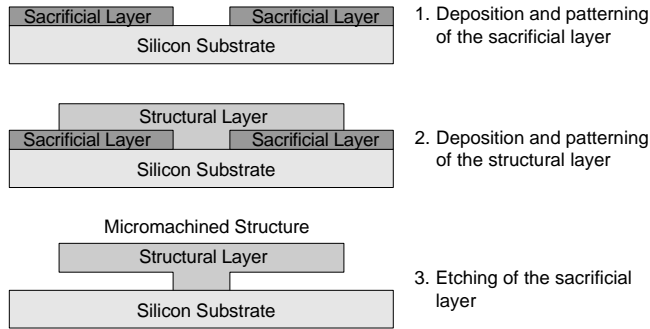 Sacrificial Layer Sacrificial Layer
Silicon Substrate
1. Deposition and patterning
of the sacrificial layer
Structural Layer
Sacrificial Layer Sacrificial Layer
Silicon Substrate
2. Deposition and patterning
of the structural layer
Micromachined Structure
Structural Layer
Silicon Substrate
3. Etching of the sacrificial
layer